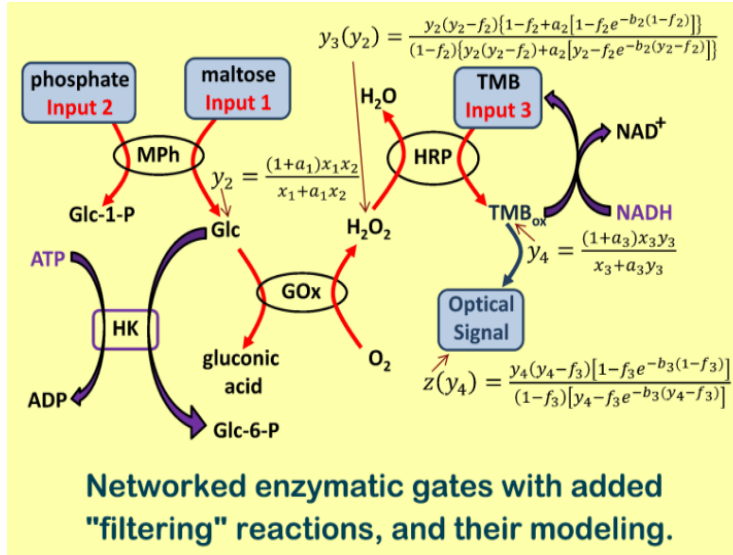 y₃(y₂) = y₂(y₂−f₂){1−f₂+a₂[1−f₂e^{−b₂(1−f₂)}]} / (1−f₂){y₂(y₂−f₂)+a₂[y₂−f₂e^{−b₂(y₂−f₂)}]}
phosphate
Input 2
maltose
Input 1
H₂O
TMB
Input 3
NAD⁺
MPh
HRP
y₂ = (1+a₁)x₁x₂ / x₁+a₁x₂
Glc-1-P
Glc
H₂O₂
TMBₒₓ
NADH
ATP
y₄ = (1+a₃)x₃y₃ / x₃+a₃y₃
GOx
Optical
Signal
HK
gluconic
acid
O₂
z(y₄) = y₄(y₄−f₃)[1−f₃e^{−b₃(1−f₃)}] / (1−f₃)[y₄−f₃e^{−b₃(y₄−f₃)}]
ADP
Glc-6-P
Networked enzymatic gates with added
"filtering" reactions, and their modeling.